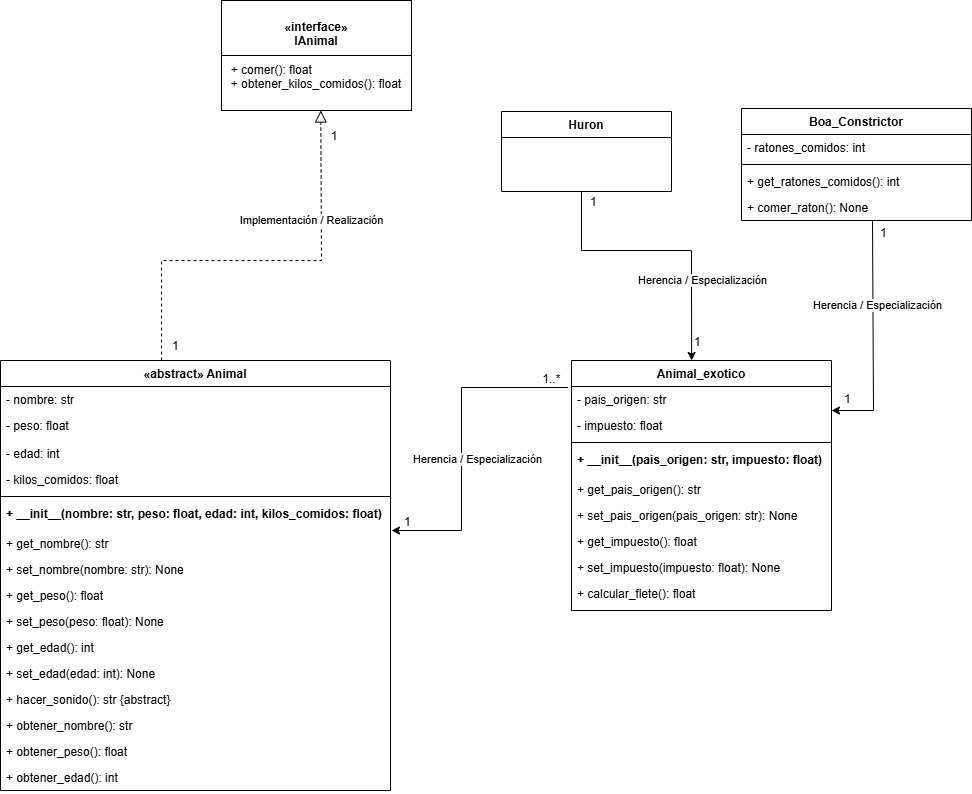 «interface»
IAnimal
+ comer(): float
+ obtener_kilos_comidos(): float
1
Implementación / Realización
1
Huron
1
Herencia / Especialización
1
Boa_Constrictor
- ratones_comidos: int
+ get_ratones_comidos(): int
+ comer_raton(): None
1
Herencia / Especialización
1
«abstract» Animal
- nombre: str
- peso: float
- edad: int
- kilos_comidos: float
+ __init__(nombre: str, peso: float, edad: int, kilos_comidos: float)
+ get_nombre(): str
+ set_nombre(nombre: str): None
+ get_peso(): float
+ set_peso(peso: float): None
+ get_edad(): int
+ set_edad(edad: int): None
+ hacer_sonido(): str {abstract}
+ obtener_nombre(): str
+ obtener_peso(): float
+ obtener_edad(): int
1..*
Herencia / Especialización
1
Animal_exotico
- pais_origen: str
- impuesto: float
+ __init__(pais_origen: str, impuesto: float)
+ get_pais_origen(): str
+ set_pais_origen(pais_origen: str): None
+ get_impuesto(): float
+ set_impuesto(impuesto: float): None
+ calcular_flete(): float